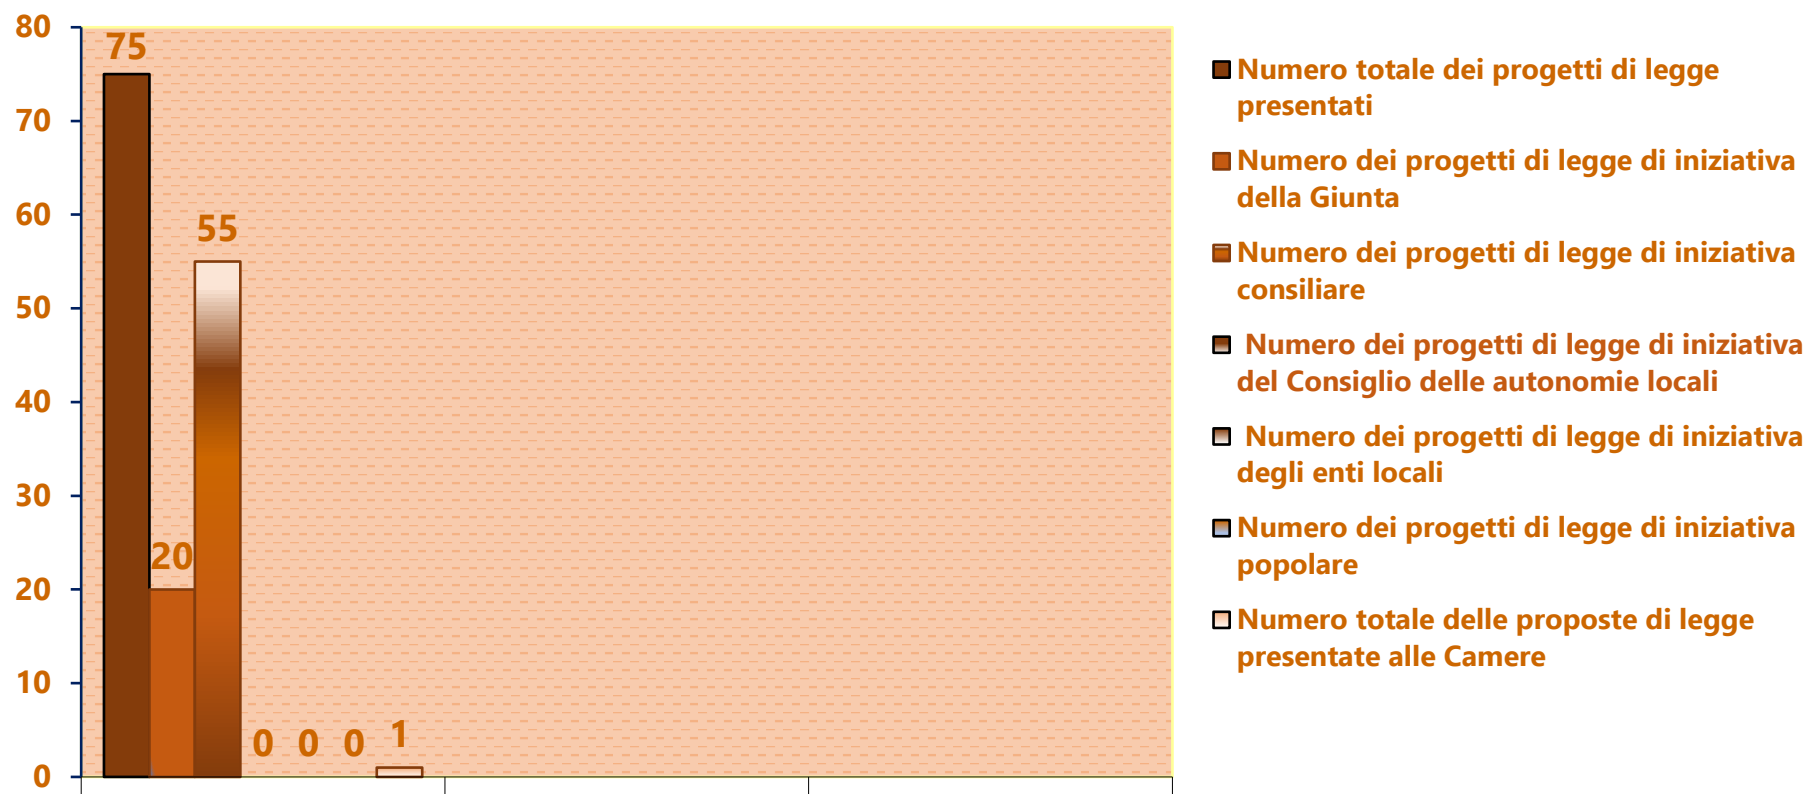 80
70
60
50
40
30
20
10
0
75
20
55
0
0
0
1
Numero totale dei progetti di legge
presentati
Numero dei progetti di legge di iniziativa
della Giunta
Numero dei progetti di legge di iniziativa
consiliare
Numero dei progetti di legge di iniziativa
del Consiglio delle autonomie locali
Numero dei progetti di legge di iniziativa
degli enti locali
Numero dei progetti di legge di iniziativa
popolare
Numero totale delle proposte di legge
presentate alle Camere